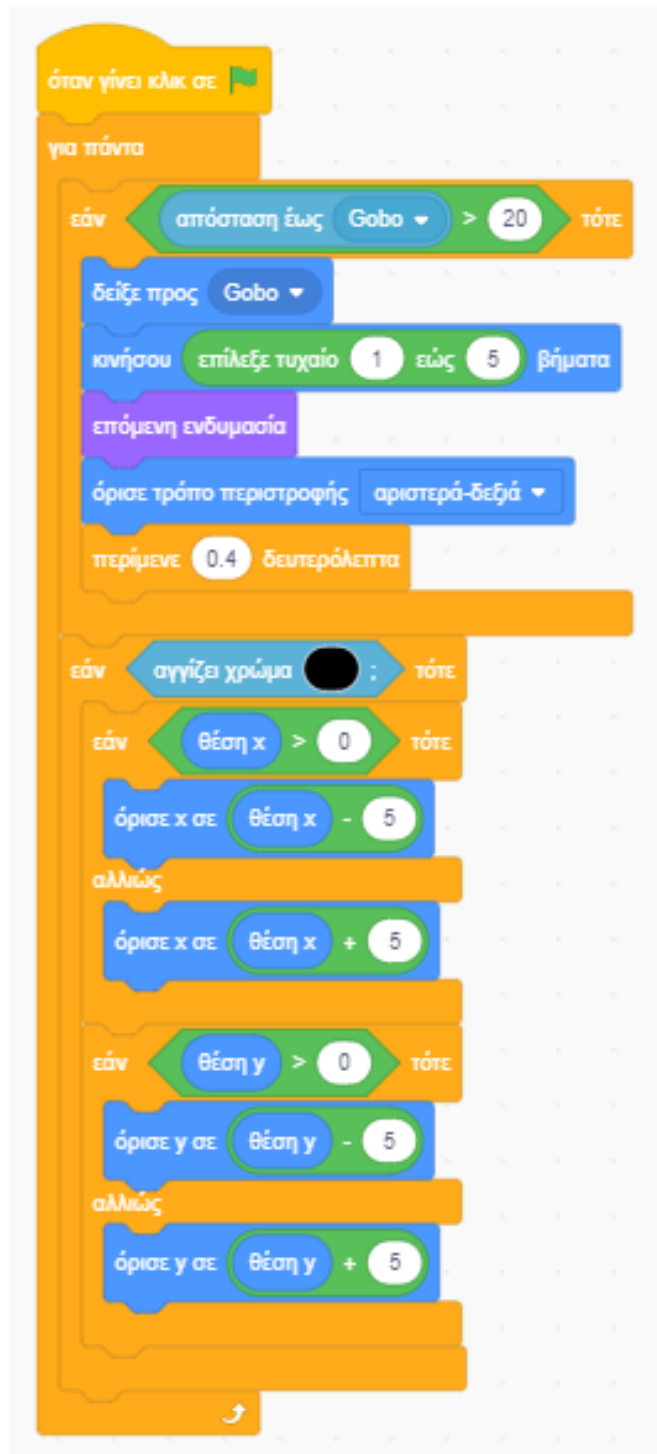 όταν γίνει κλικ σε
για πάντα
εάν απόσταση έως Gobo > 20 τότε
δείξε προς Gobo
κινήσου επίλεξε τυχαίο 1 εώς 5 βήματα
επόμενη ενδυμασία
όρισε τρόπο περιστροφής αριστερά-δεξιά
περίμενε 0.4 δευτερόλεπτα
εάν αγγίζει χρώμα ; τότε
εάν θέση x > 0 τότε
όρισε x σε θέση x - 5
αλλιώς
όρισε x σε θέση x + 5
εάν θέση y > 0 τότε
όρισε y σε θέση y - 5
αλλιώς
όρισε y σε θέση y + 5